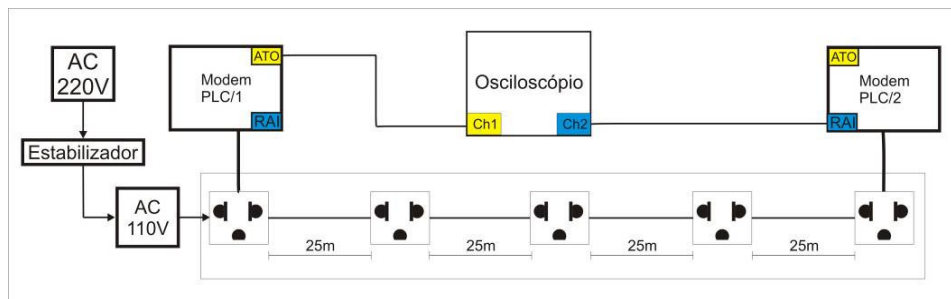 AC
220V
Estabilizador
AC
110V
ATO
Modem
PLC/1
RAI
Osciloscópio
Ch1
Ch2
ATO
Modem
PLC/2
RAI
25m
25m
25m
25m